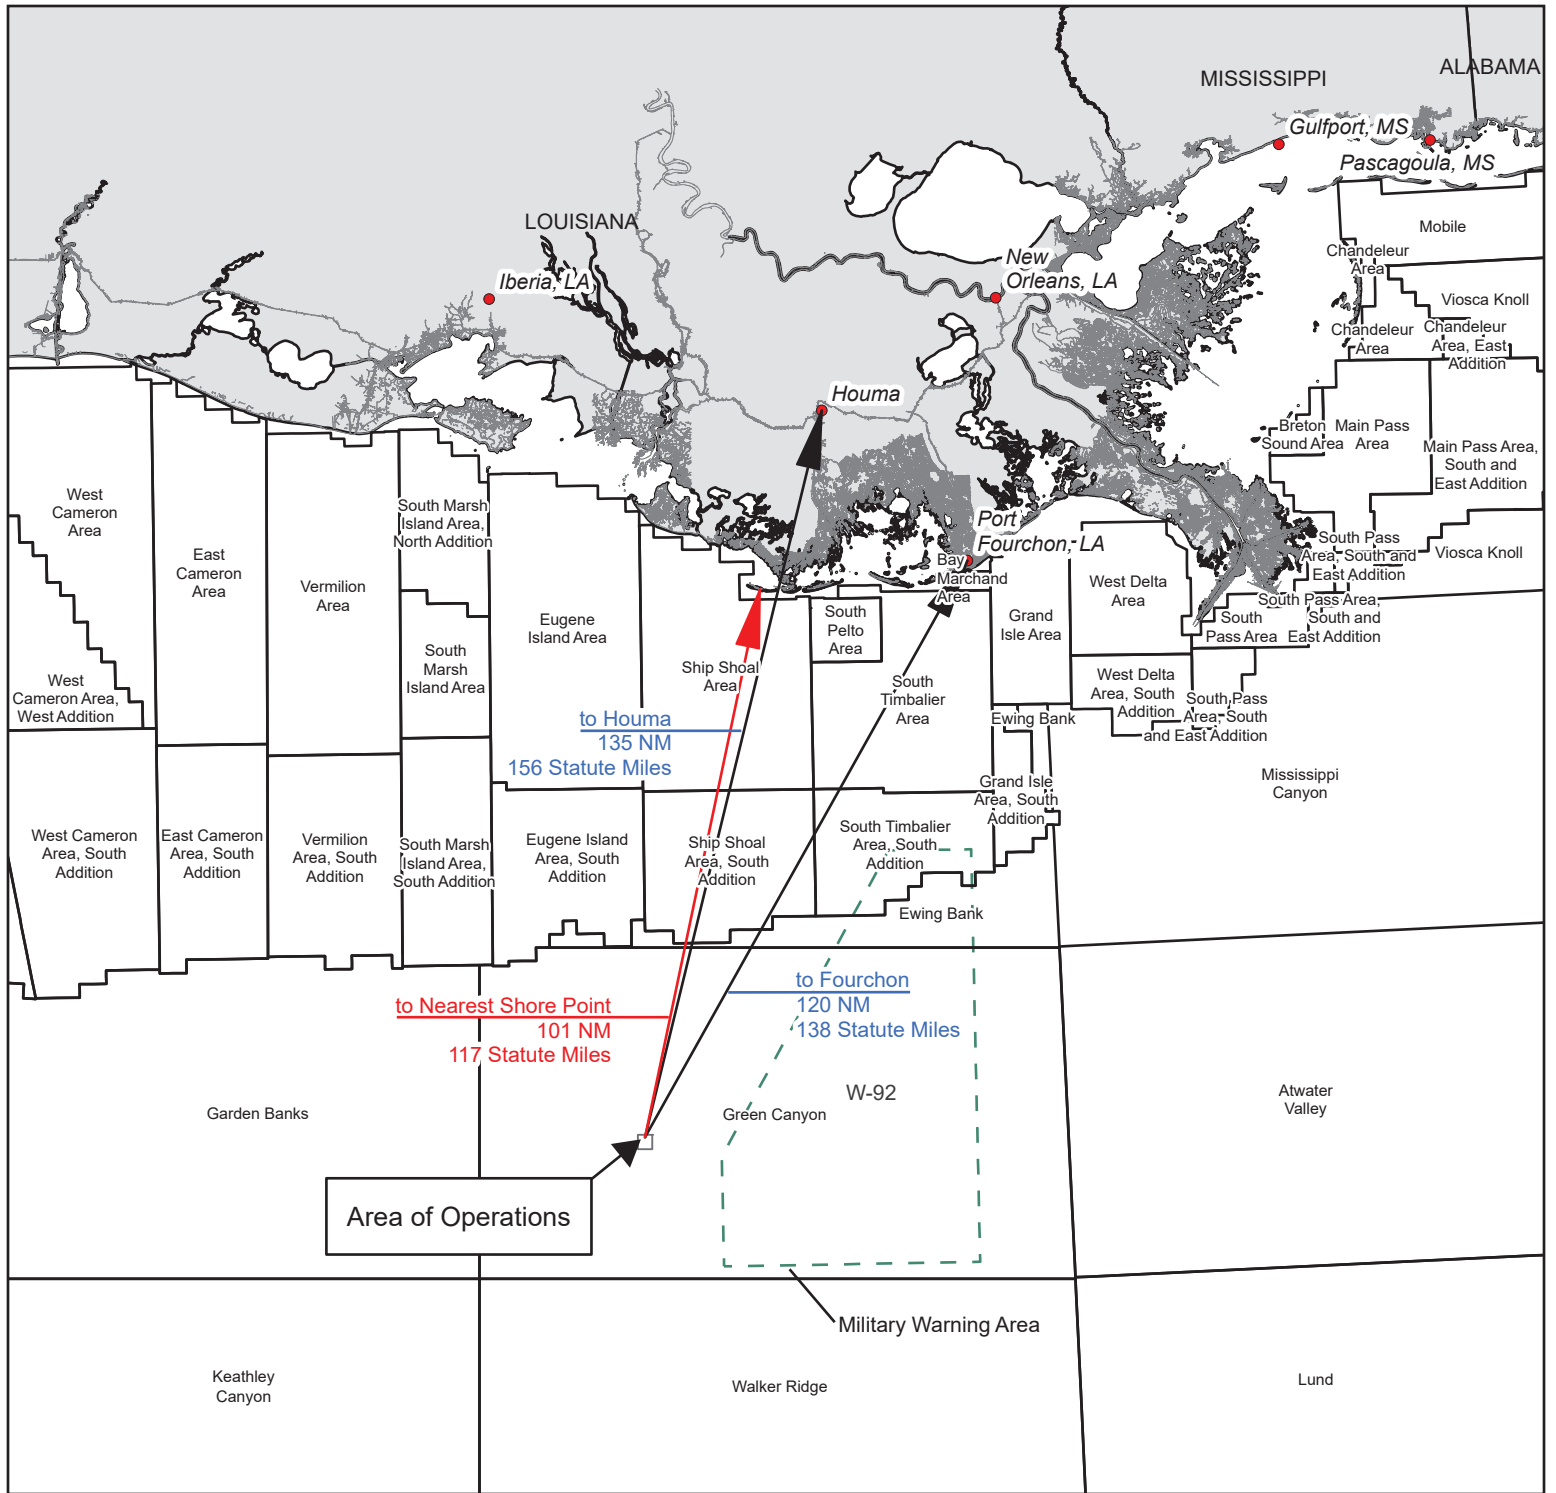 ALABAMA
MISSISSIPPI
Gulfport, MS
Pascagoula, MS
LOUISIANA
Mobile
Chandeleur
Area
New
Orleans, LA
Iberia, LA
Viosca Knoll
Chandeleur
Area
Chandeleur
Area, East
Addition
Houma
Breton
Sound Area
Main Pass
Area
Main Pass Area,
South and
East Addition
West
Cameron
Area
South Marsh
Island Area,
North Addition
Port
Fourchon, LA
South Pass
Area, South and
East Addition
Viosca Knoll
East
Cameron
Area
Vermilion
Area
Bay
Marchand
Area
West Delta
Area
South Pass Area,
South and
East Addition
South
Pass Area
Eugene
Island Area
South
Pelto
Area
Grand
Isle Area
South
Marsh
Island Area
Ship Shoal
Area
West
Cameron Area,
West Addition
South
Timbalier
Area
West Delta
Area, South
Addition
South Pass
Area, South
and East Addition
Ewing Bank
to Houma
135 NM
156 Statute Miles
Mississippi
Canyon
Grand Isle
Area, South
Addition
West Cameron
Area, South
Addition
East Cameron
Area, South
Addition
Vermilion
Area, South
Addition
South Marsh
Island Area,
South Addition
Eugene Island
Area, South
Addition
Ship Shoal
Area, South
Addition
South Timbalier
Area, South
Addition
Ewing Bank
to Fourchon
120 NM
138 Statute Miles
to Nearest Shore Point
101 NM
117 Statute Miles
W-92
Garden Banks
Green Canyon
Atwater
Valley
Area of Operations
Military Warning Area
Keathley
Canyon
Walker Ridge
Lund